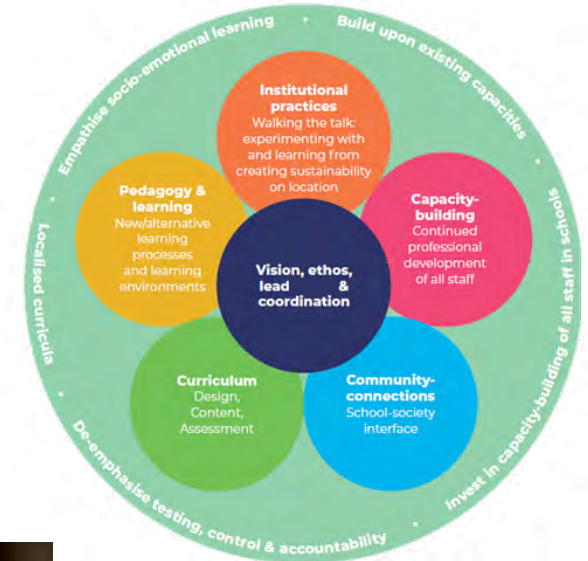 Empathise socio-emotional learning
•
Build upon existing capacities
•
Invest in capacity-building of all staff in schools
•
De-emphasise testing, control & accountability
•
Localised curricula
•
Institutional
practices
Walking the talk:
experimenting with
and learning from
creating sustainability
on location
Pedagogy &
learning
New/alternative
learning
processes
and learning
environments
Capacity-
building
Continued
professional
development
of all staff
Vision, ethos,
lead &
coordination
Curriculum
Design,
Content,
Assessment
Community-
connections
School-society
interface